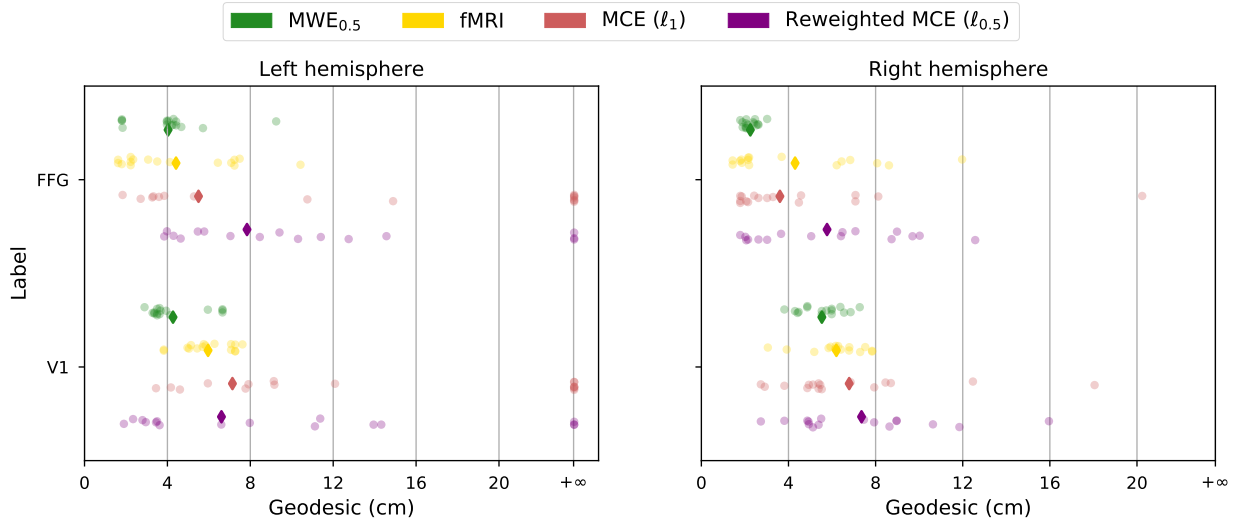 MWE0.5 fMRI MCE (ℓ1) Reweighted MCE (ℓ0.5)
Left hemisphere Right hemisphere
Label
FFG
V1
0 4 8 12 16 20 +∞ 0 4 8 12 16 20 +∞
Geodesic (cm) Geodesic (cm)